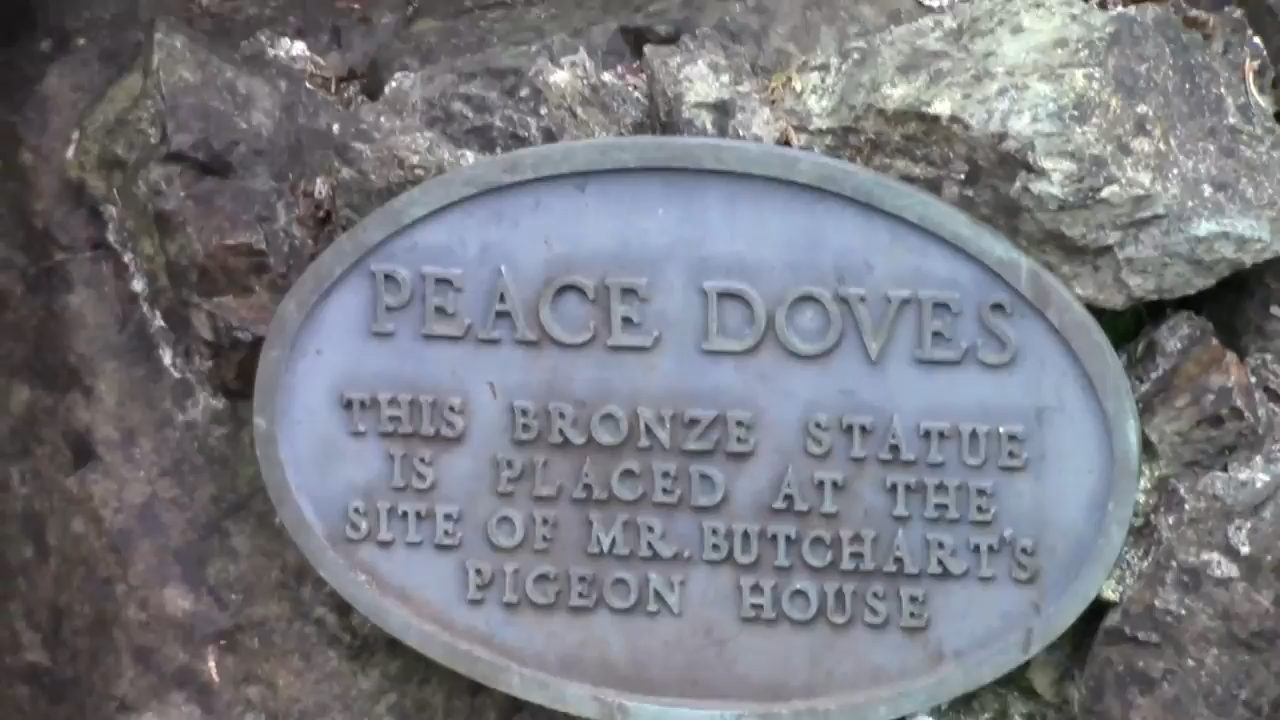 PEACE DOVES
THIS BRONZE STATUE
IS PLACED AT THE
SITE OF MR. BUTCHART'S
PIGEON HOUSE